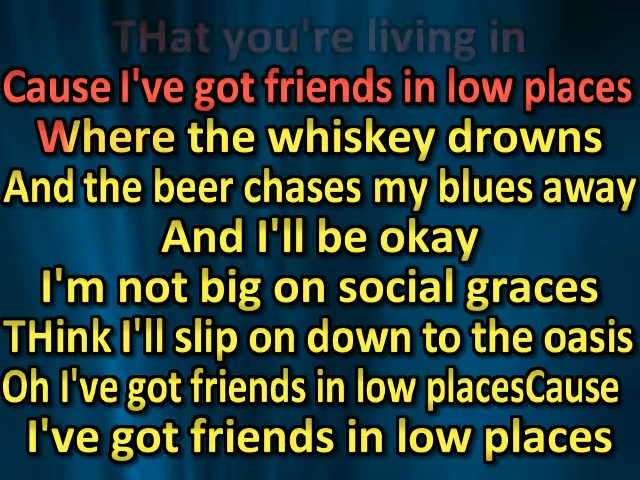 THat you're living in
Cause I've got friends in low places
Where the whiskey drowns
And the beer chases my blues away
And I'll be okay
I'm not big on social graces
THink I'll slip on down to the oasis
Oh I've got friends in low placesCause
I've got friends in low places